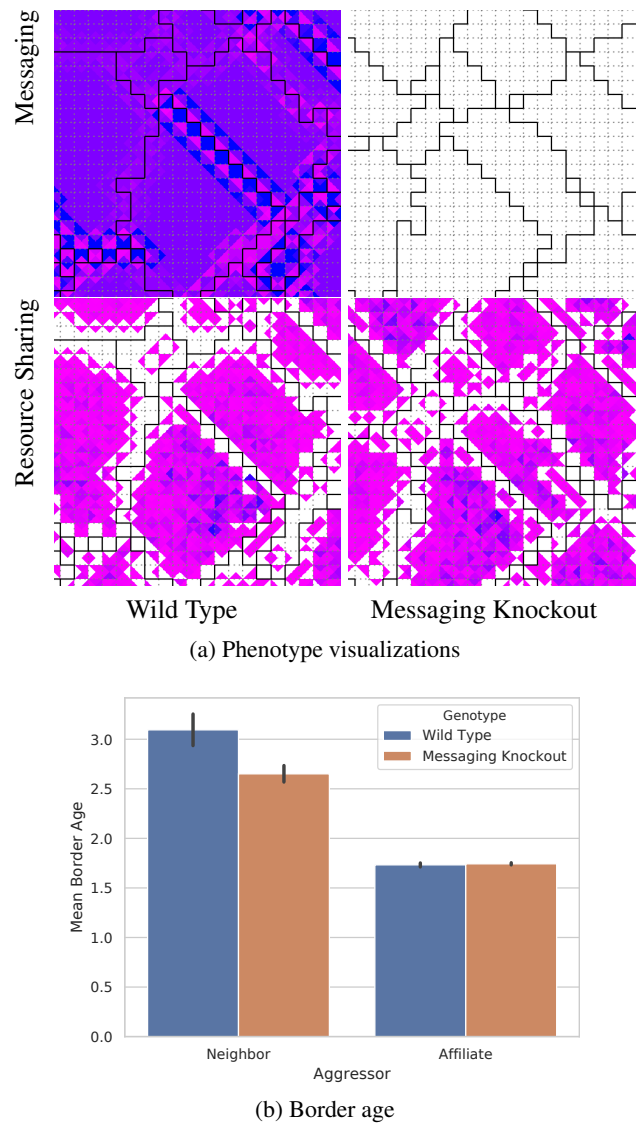 Messaging
Resource Sharing
Wild Type
Messaging Knockout
(a) Phenotype visualizations
Genotype
Wild Type
Messaging Knockout
Mean Border Age
3.0
2.5
2.0
1.5
1.0
0.5
0.0
Neighbor
Affiliate
Aggressor
(b) Border age